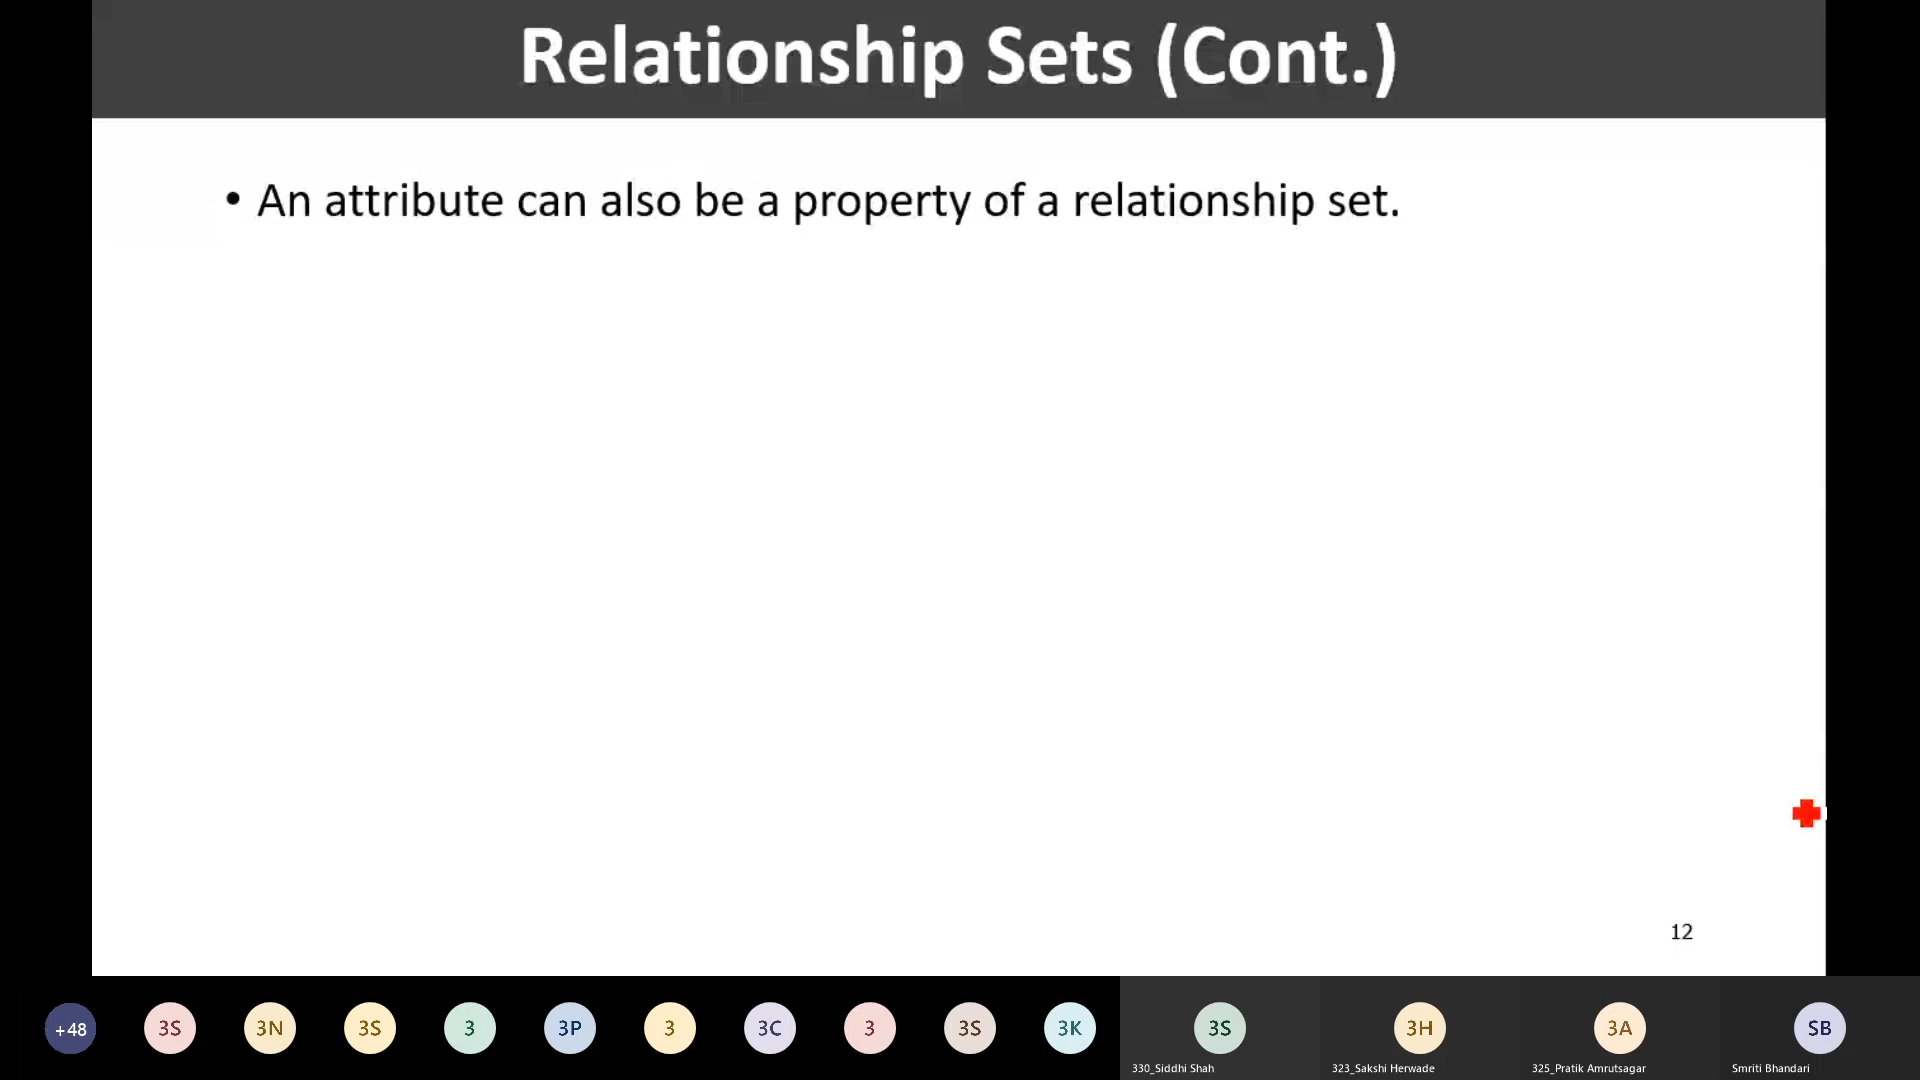 Relationship Sets (Cont.)
• An attribute can also be a property of a relationship set.
12
+48 3S 3N 3S 3 3P 3 3C 3 3S 3K 3S 3H 3A SB
330_Siddhi Shah 323_Sakshi Herwade 325_Pratik Amrutsagar Smriti Bhandari